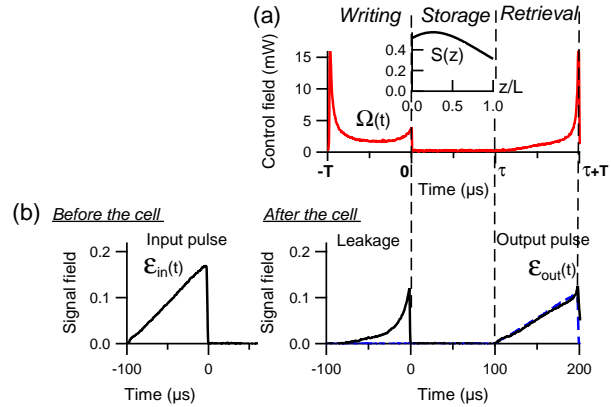 (a)
Writing Storage Retrieval
Control field (mW)
15
10
5
0
Ω(t)
0.4
0.2
0
S(z)
0.0 0.5 1.0
z/L
-T 0 τ τ+T
Time (µs)
(b) Before the cell After the cell
Input pulse Leakage Output pulse
Ɛin(t) Ɛout(t)
Signal field
0.2
0.1
0.0
-100 0
Time (µs)
Signal field
0.2
0.1
0.0
-100 0 100 200
Time (µs)